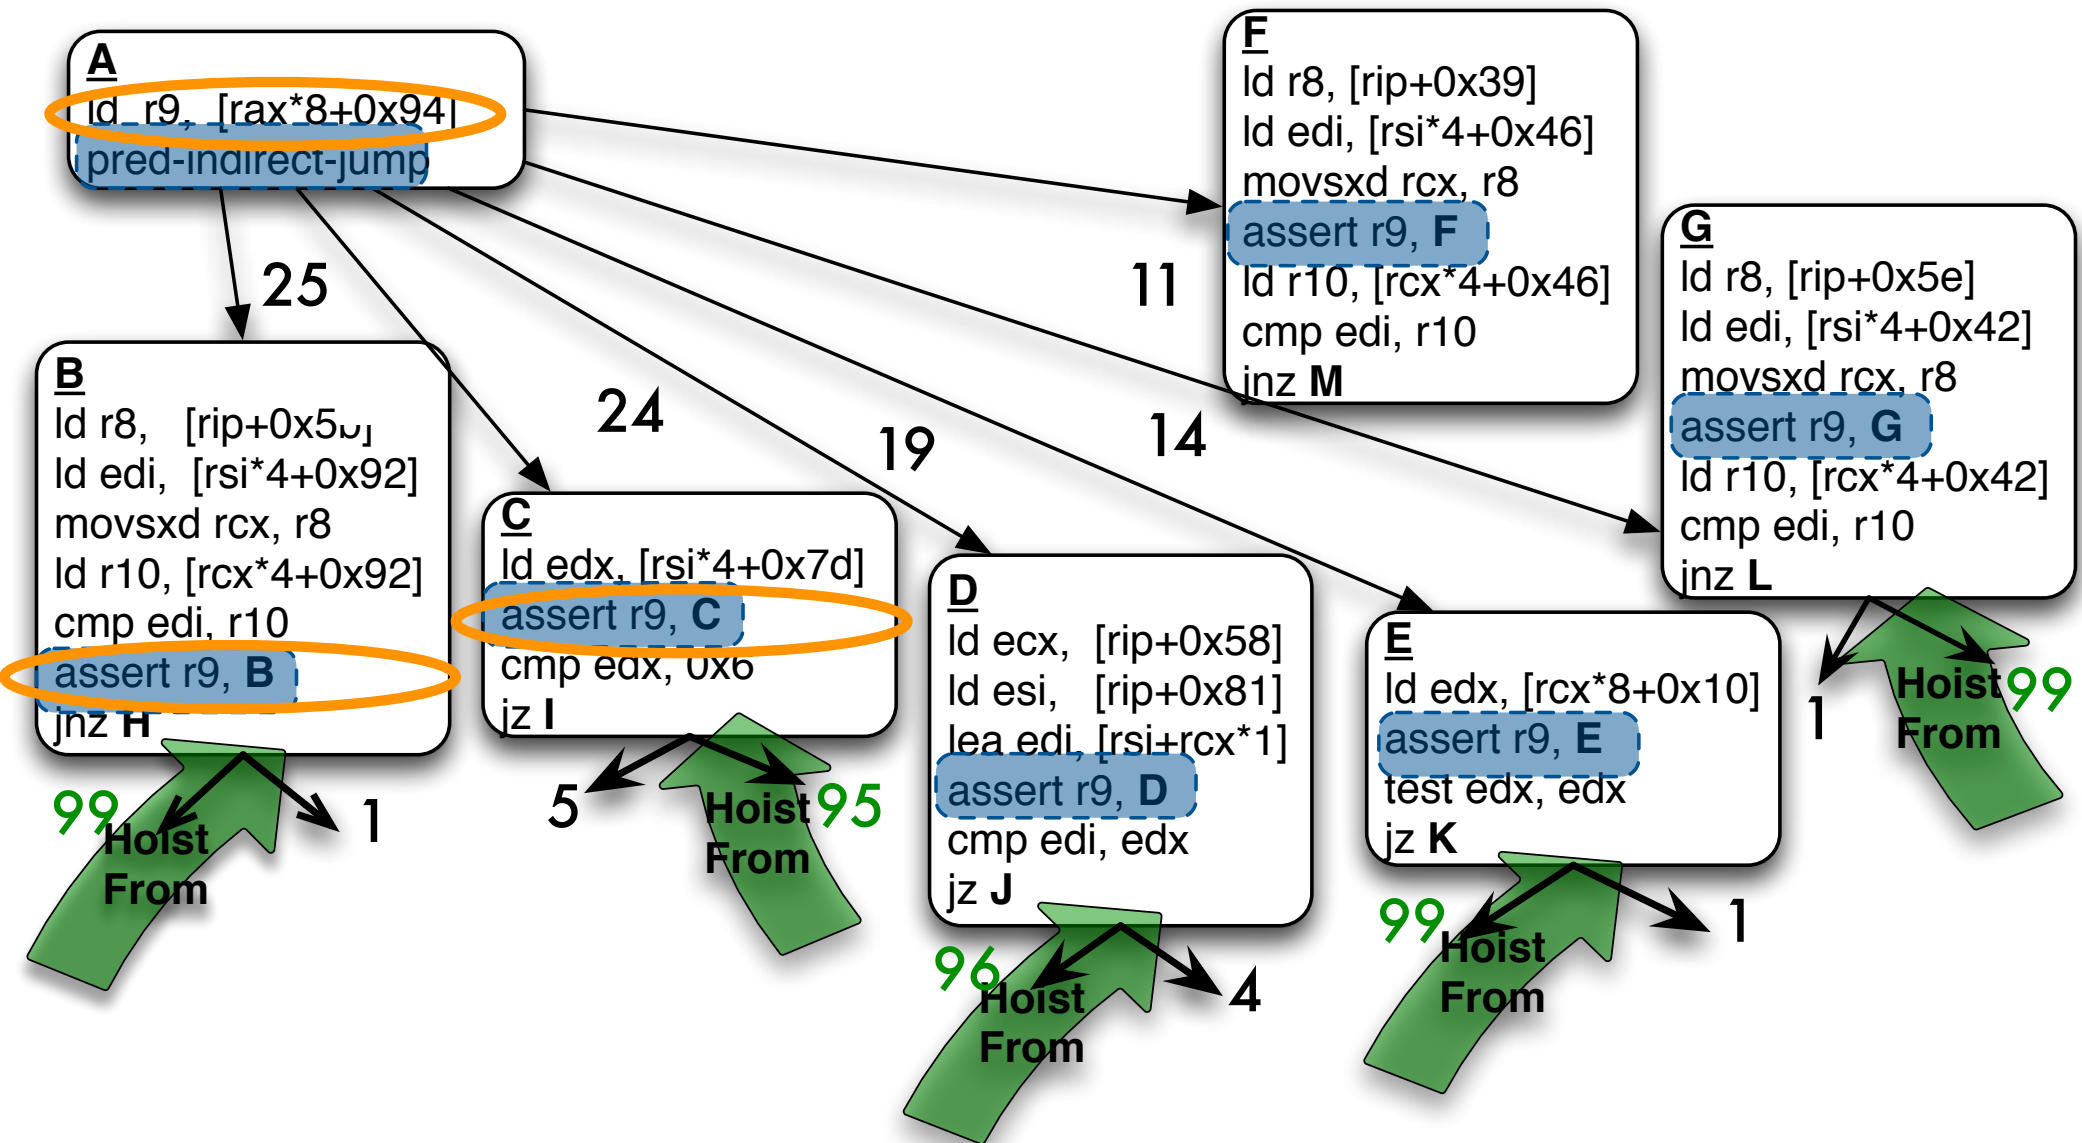 A
ld r9, [rax*8+0x94]
pred-indirect-jump
F
ld r8, [rip+0x39]
ld edi, [rsi*4+0x46]
movsxd rcx, r8
assert r9, F
ld r10, [rcx*4+0x46]
cmp edi, r10
jnz M
G
ld r8, [rip+0x5e]
ld edi, [rsi*4+0x42]
movsxd rcx, r8
assert r9, G
ld r10, [rcx*4+0x42]
cmp edi, r10
jnz L
25
24
19
14
11
B
ld r8,
ld edi, [rsi*4+0x92]
movsxd rcx, r8
ld r10, [rcx*4+0x92]
cmp edi, r10
assert r9, B
jnz H
C
ld edx, [rsi*4+0x7d]
assert r9, C
cmp edx, 0x6
jz I
D
ld ecx, [rip+0x58]
ld esi, [rip+0x81]
lea edi, [rsi+rcx*1]
assert r9, D
cmp edi, edx
jz J
E
ld edx, [rcx*8+0x10]
assert r9, E
test edx, edx
jz K
99
1
Hoist
From
5
95
Hoist
From
96
4
Hoist
From
99
1
Hoist
From
1
99
Hoist
From